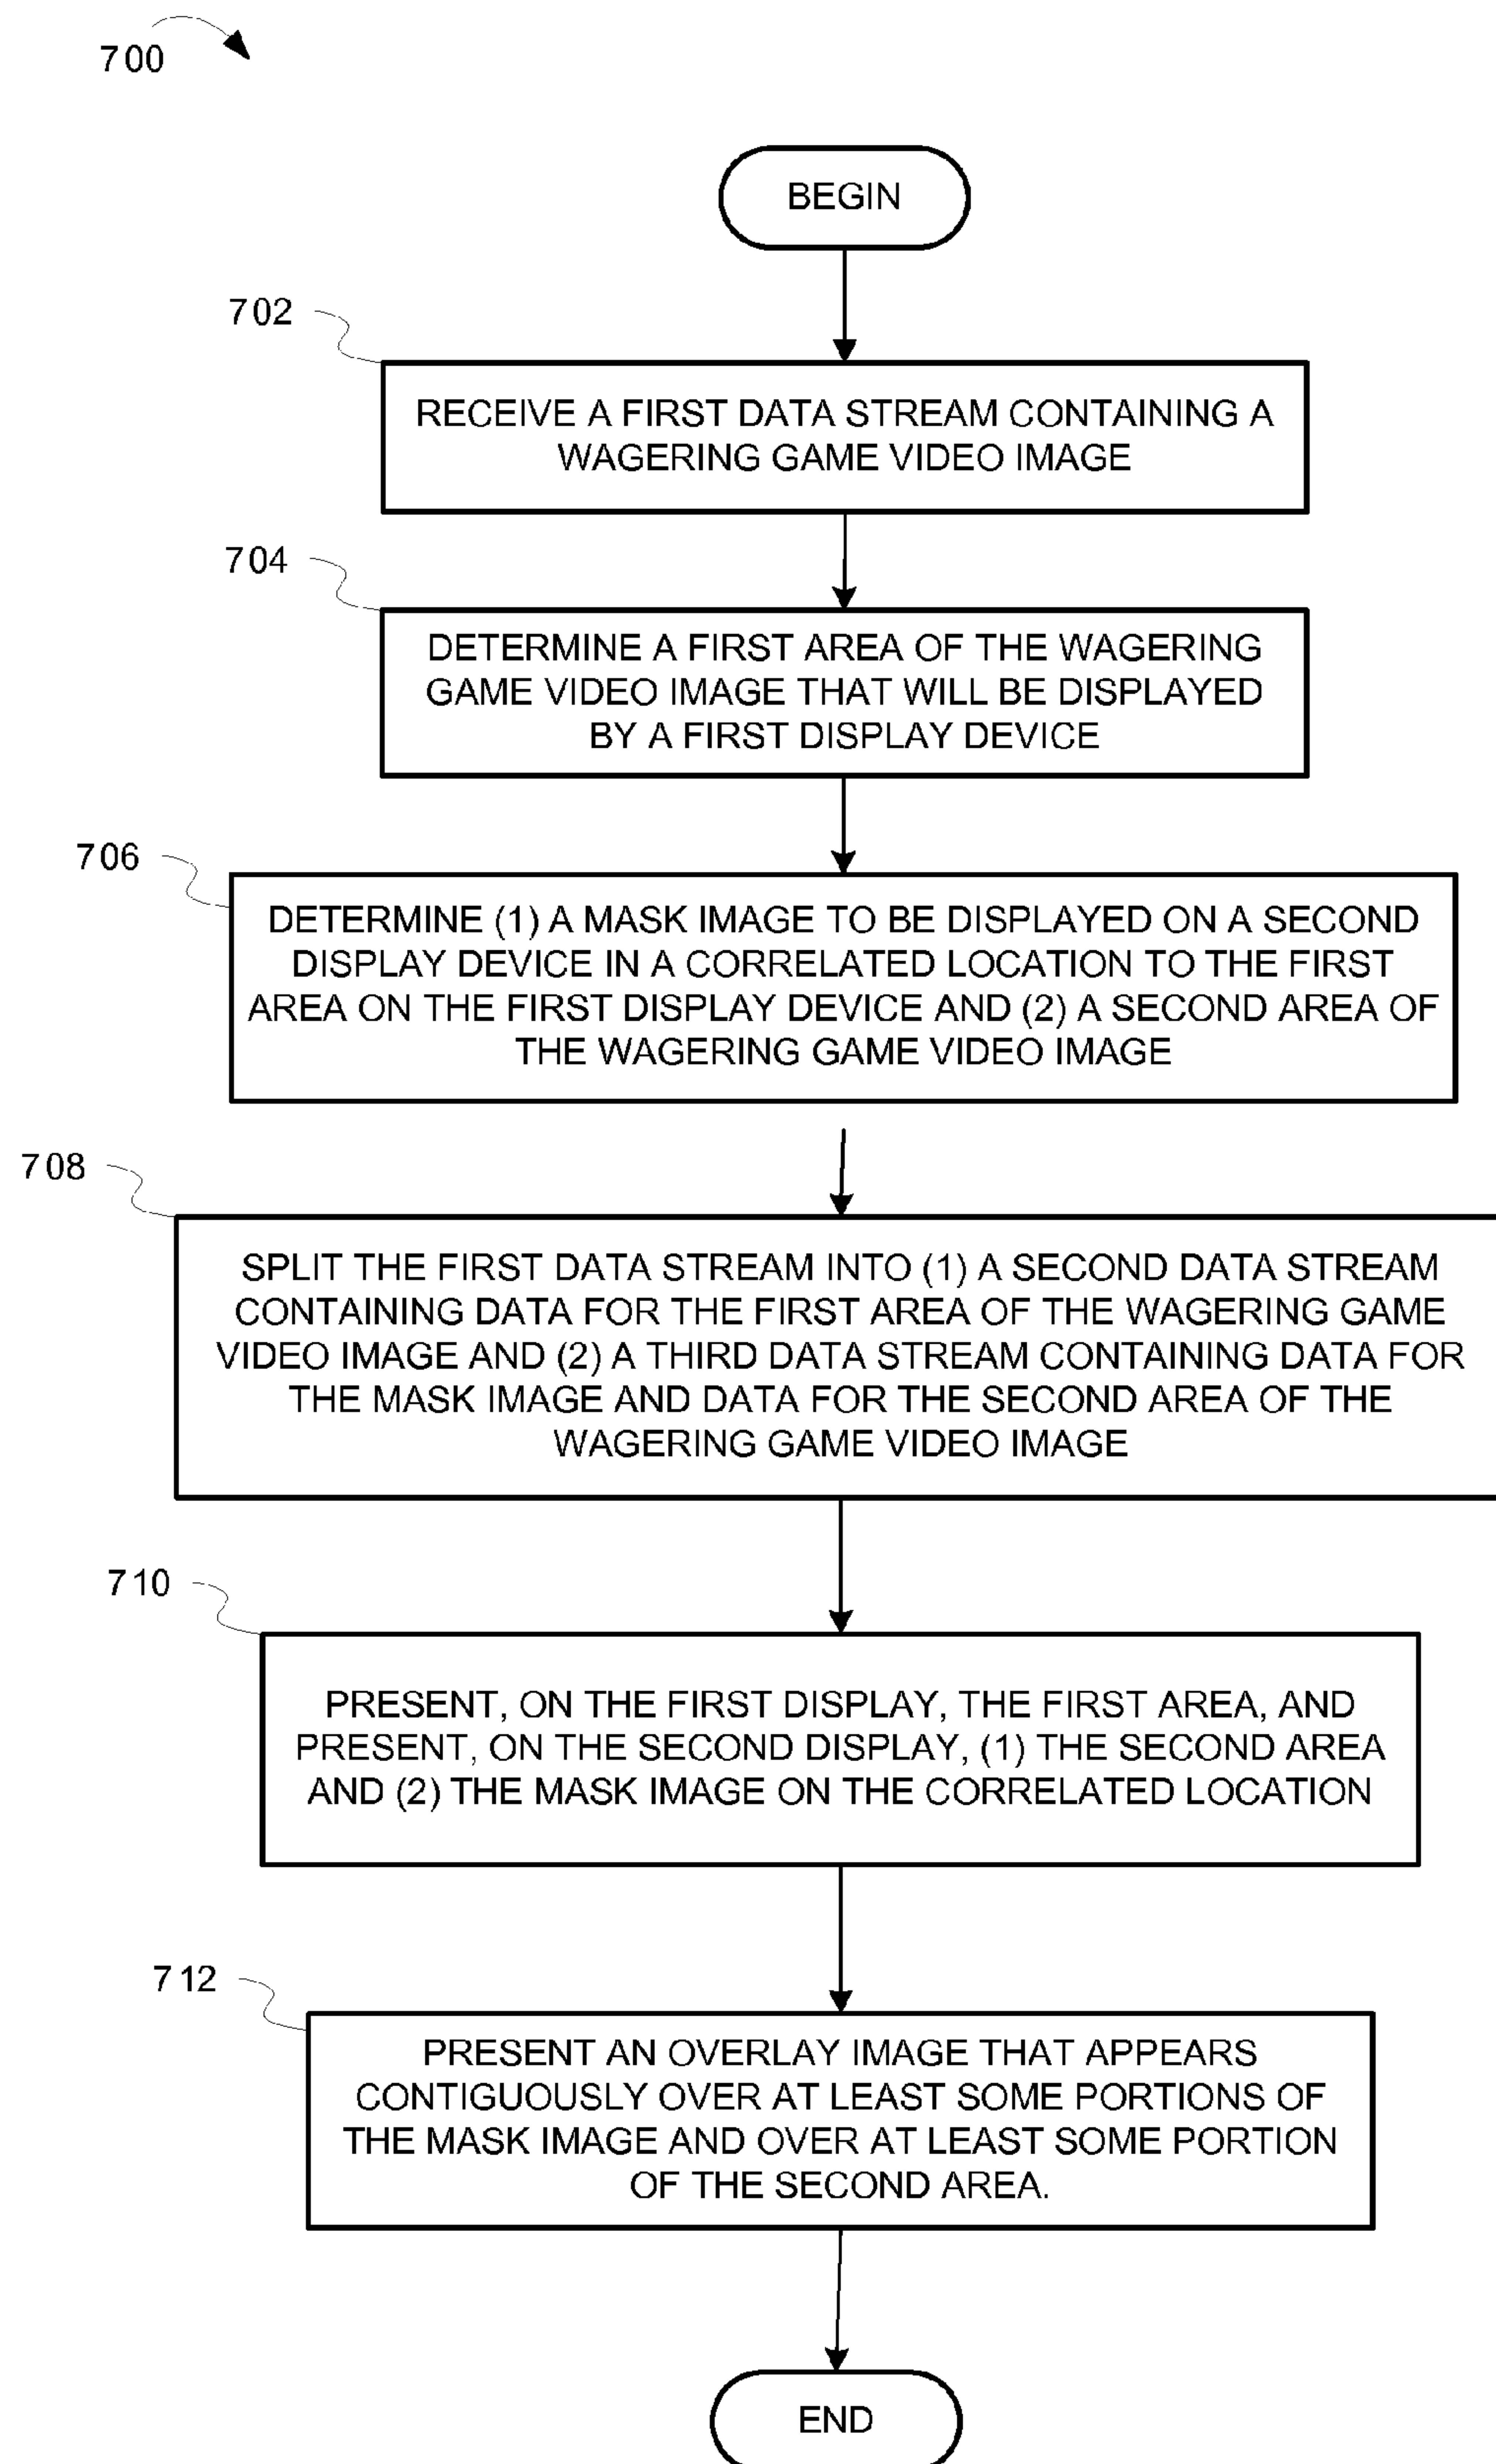 700
BEGIN
702
RECEIVE A FIRST DATA STREAM CONTAINING A
WAGERING GAME VIDEO IMAGE
704
DETERMINE A FIRST AREA OF THE WAGERING
GAME VIDEO IMAGE THAT WILL BE DISPLAYED
BY A FIRST DISPLAY DEVICE
706
DETERMINE (1) A MASK IMAGE TO BE DISPLAYED ON A SECOND
DISPLAY DEVICE IN A CORRELATED LOCATION TO THE FIRST
AREA ON THE FIRST DISPLAY DEVICE AND (2) A SECOND AREA OF
THE WAGERING GAME VIDEO IMAGE
708
SPLIT THE FIRST DATA STREAM INTO (1) A SECOND DATA STREAM
CONTAINING DATA FOR THE FIRST AREA OF THE WAGERING GAME
VIDEO IMAGE AND (2) A THIRD DATA STREAM CONTAINING DATA FOR
THE MASK IMAGE AND DATA FOR THE SECOND AREA OF THE
WAGERING GAME VIDEO IMAGE
710
PRESENT, ON THE FIRST DISPLAY, THE FIRST AREA, AND
PRESENT, ON THE SECOND DISPLAY, (1) THE SECOND AREA
AND (2) THE MASK IMAGE ON THE CORRELATED LOCATION
712
PRESENT AN OVERLAY IMAGE THAT APPEARS
CONTIGUOUSLY OVER AT LEAST SOME PORTIONS OF
THE MASK IMAGE AND OVER AT LEAST SOME PORTION
OF THE SECOND AREA.
END